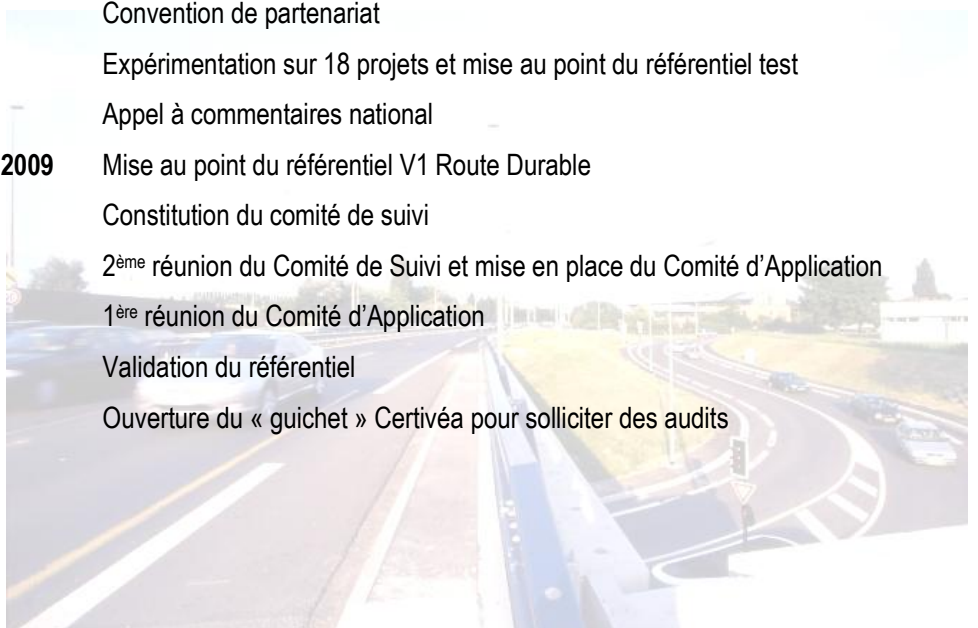 Convention de partenariat
Expérimentation sur 18 projets et mise au point du référentiel test
Appel à commentaires national
2009 Mise au point du référentiel V1 Route Durable
Constitution du comité de suivi
2ème réunion du Comité de Suivi et mise en place du Comité d’Application
1ère réunion du Comité d’Application
Validation du référentiel
Ouverture du « guichet » Certivéa pour solliciter des audits